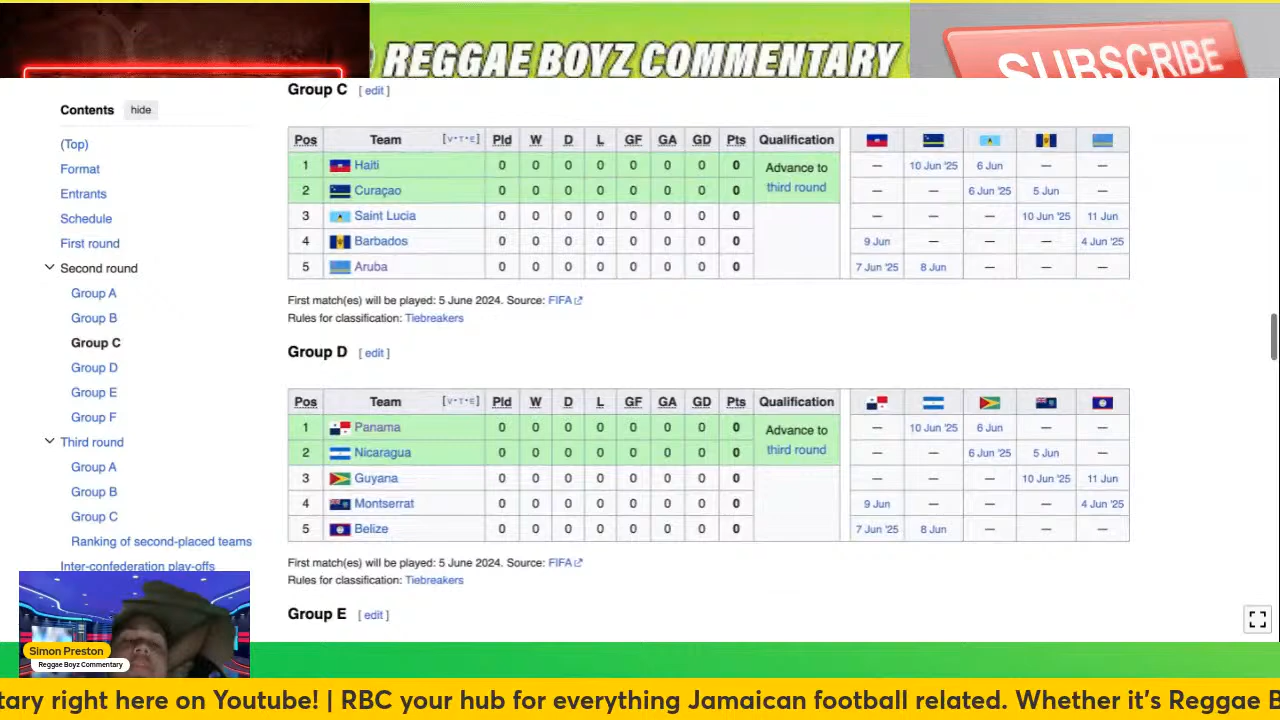 REGGAE BOYZ COMMENTARY
SUBSCRIBE
Contents hide
(Top)
Format
Entrants
Schedule
First round
Second round
Group A
Group B
Group C
Group D
Group E
Group F
Third round
Group A
Group B
Group C
Ranking of second-placed teams
Inter-confederation play-offs
Group C [ edit ]
Pos Team [V·T·E] Pld W D L GF GA GD Pts Qualification
1 Haiti 0 0 0 0 0 0 0 0 Advance to third round — 10 Jun '25 6 Jun — —
2 Curaçao 0 0 0 0 0 0 0 0 — — 6 Jun '25 5 Jun —
3 Saint Lucia 0 0 0 0 0 0 0 0 — — — 10 Jun '25 11 Jun
4 Barbados 0 0 0 0 0 0 0 0 9 Jun — — — 4 Jun '25
5 Aruba 0 0 0 0 0 0 0 0 7 Jun '25 8 Jun — — —
First match(es) will be played: 5 June 2024. Source: FIFA
Rules for classification: Tiebreakers
Group D [ edit ]
Pos Team [V·T·E] Pld W D L GF GA GD Pts Qualification
1 Panama 0 0 0 0 0 0 0 0 Advance to third round — 10 Jun '25 6 Jun — —
2 Nicaragua 0 0 0 0 0 0 0 0 — — 6 Jun '25 5 Jun —
3 Guyana 0 0 0 0 0 0 0 0 — — — 10 Jun '25 11 Jun
4 Montserrat 0 0 0 0 0 0 0 0 9 Jun — — — 4 Jun '25
5 Belize 0 0 0 0 0 0 0 0 7 Jun '25 8 Jun — — —
First match(es) will be played: 5 June 2024. Source: FIFA
Rules for classification: Tiebreakers
Group E [ edit ]
Simon Preston
Reggae Boyz Commentary
tary right here on Youtube! | RBC your hub for everything Jamaican football related. Whether it's Reggae B